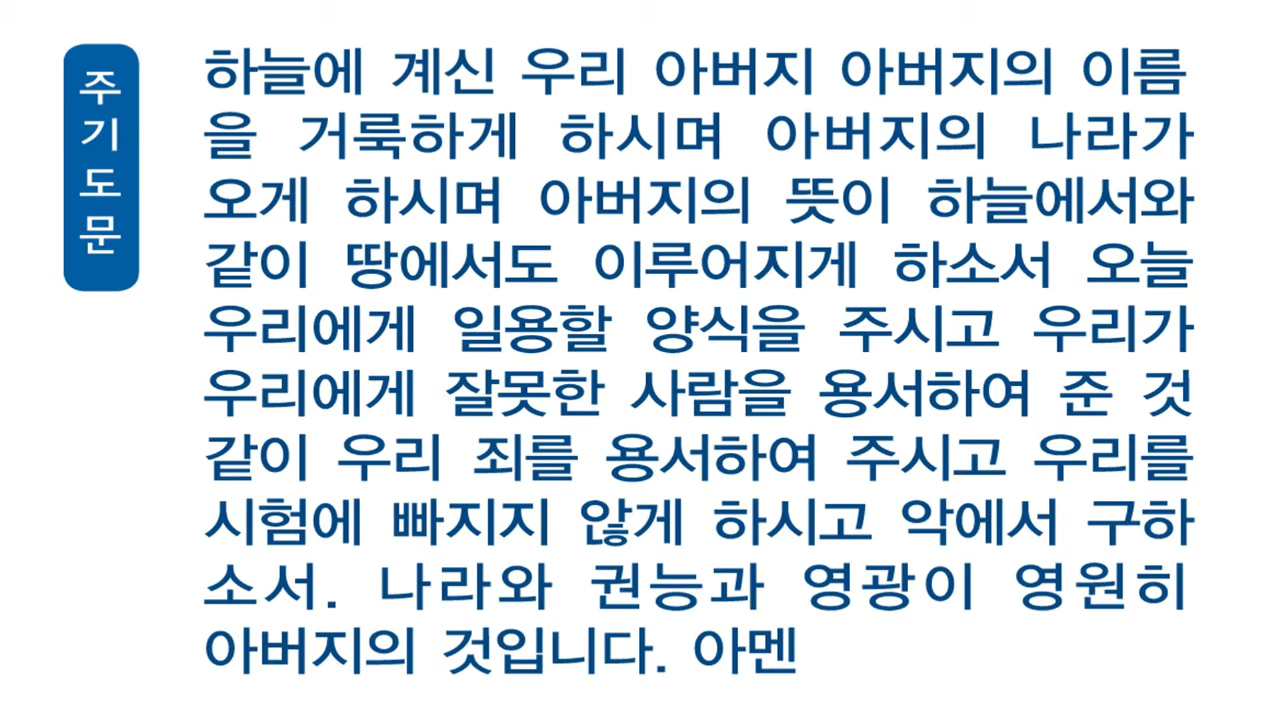 주기도문
하늘에 계신 우리 아버지 아버지의 이름
을 거룩하게 하시며 아버지의 나라가
오게 하시며 아버지의 뜻이 하늘에서와
같이 땅에서도 이루어지게 하소서 오늘
우리에게 일용할 양식을 주시고 우리가
우리에게 잘못한 사람을 용서하여 준 것
같이 우리 죄를 용서하여 주시고 우리를
시험에 빠지지 않게 하시고 악에서 구하
소서. 나라와 권능과 영광이 영원히
아버지의 것입니다. 아멘